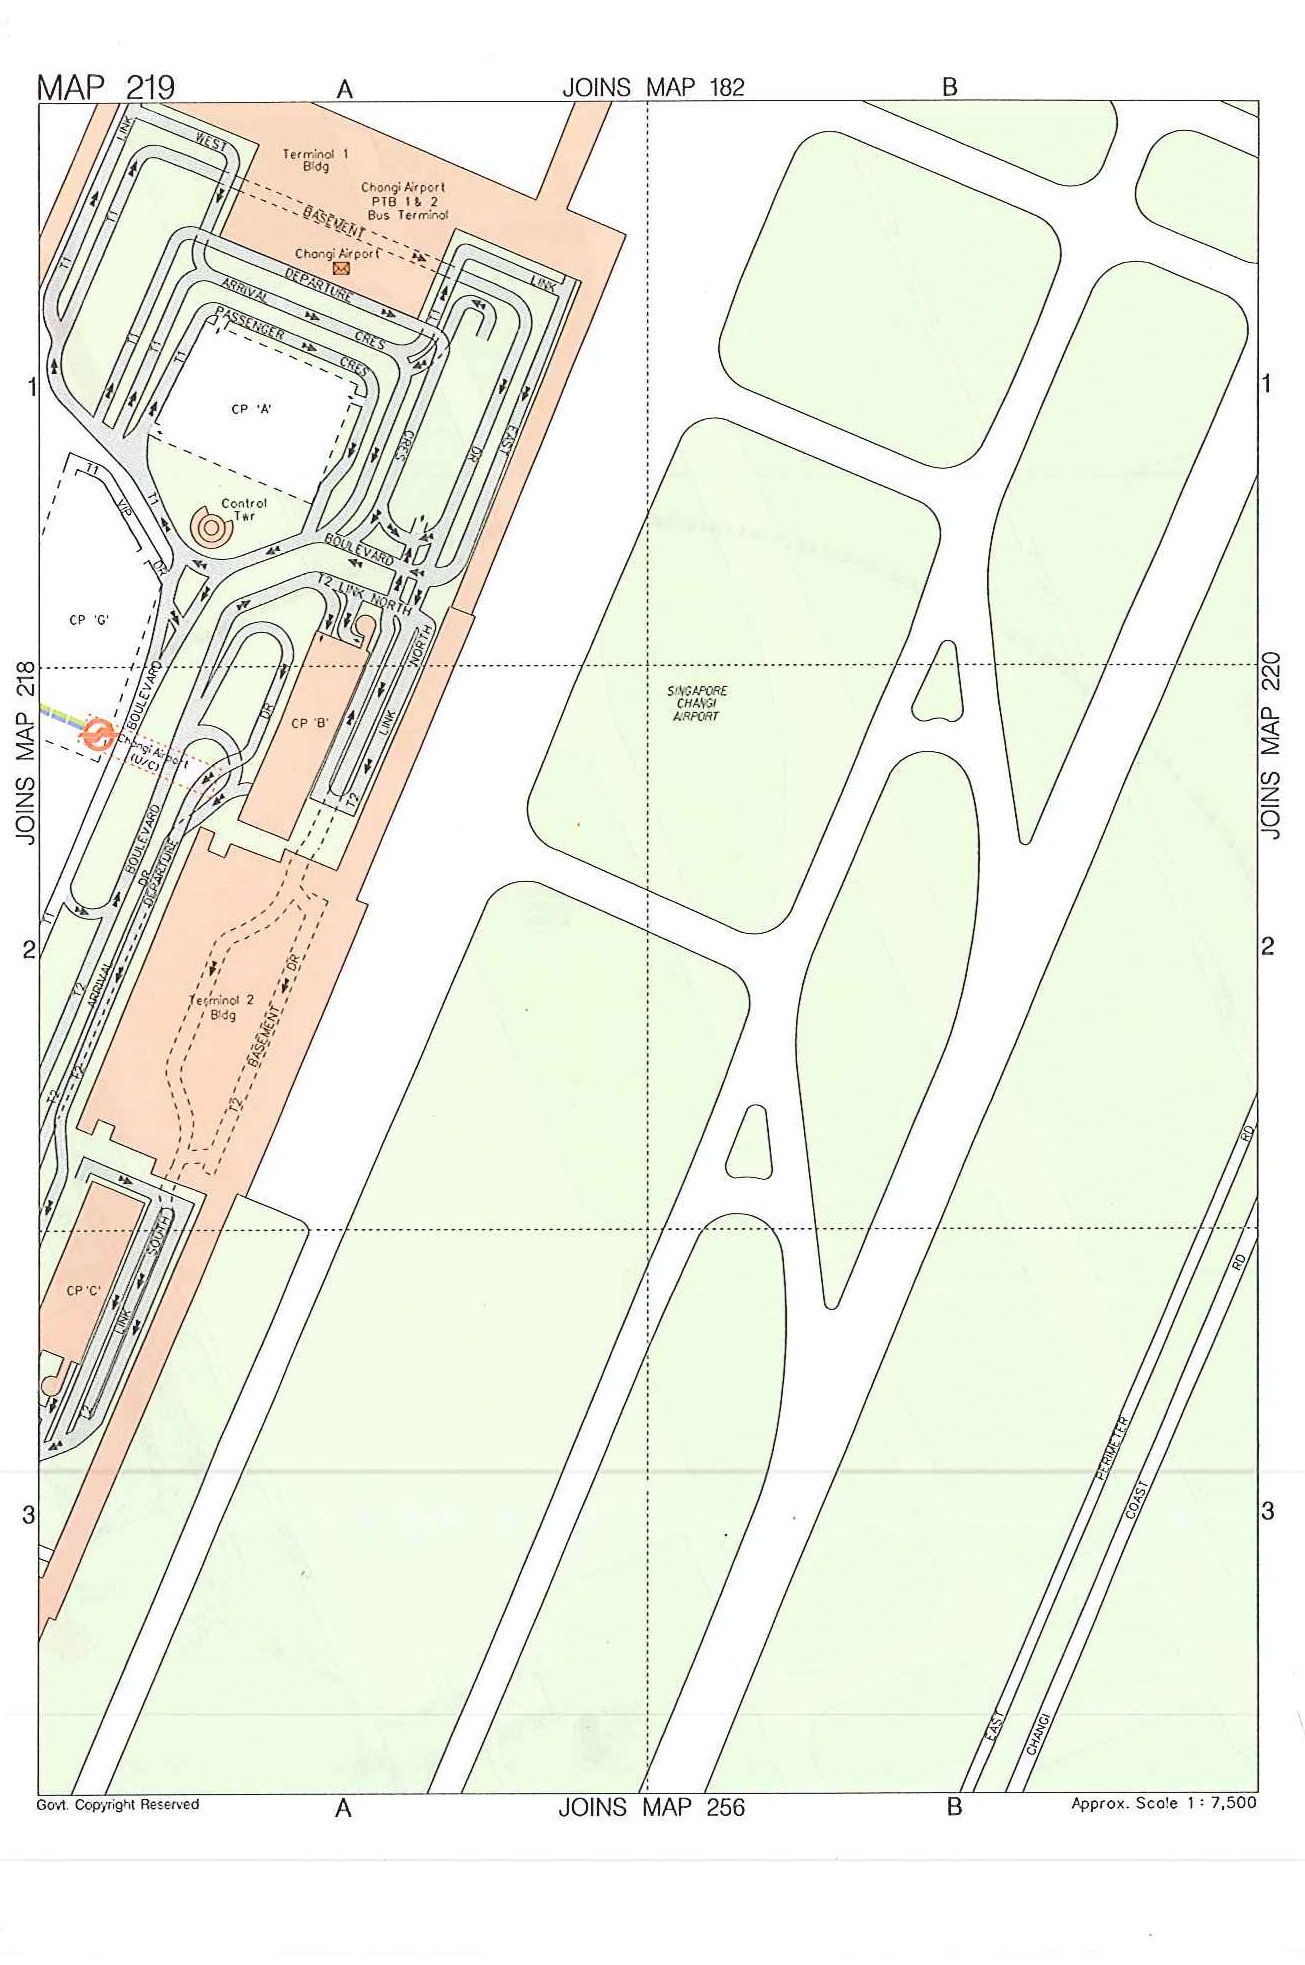 MAP 219
A
JOINS MAP 182
B
LINK
WEST
Terminal 1
Bldg
Changi Airport
PTB 1 & 2
Bus Terminal
BASEMENT
Changi Airport
T1
T1
DEPARTURE
LINK
ARRIVAL
T1
PASSENGER
CRES
CRES
T1
T1
T1
1
CP 'A'
1
CRES
DR
EAST
T1
VIP
T1
Control
Twr
DR
BOULEVARD
T2 LINK NORTH
CP 'G'
NORTH
JOINS MAP 218
BOULEVARD
DR
CP 'B'
LINK
SINGAPORE
CHANGI
AIRPORT
JOINS MAP 220
Changi Airport
(U/C)
T2
BOULEVARD
DR
DEPARTURE
T1
2
2
T2
ARRIVAL
DR
Terminal 2
Bldg
BASEMENT
T2
T2
T2
RD
SOUTH
RD
CP 'C'
LINK
T2
PERIMETER
COAST
3
3
EAST
CHANGI
Govt. Copyright Reserved
A
JOINS MAP 256
B
Approx. Scale 1 : 7,500